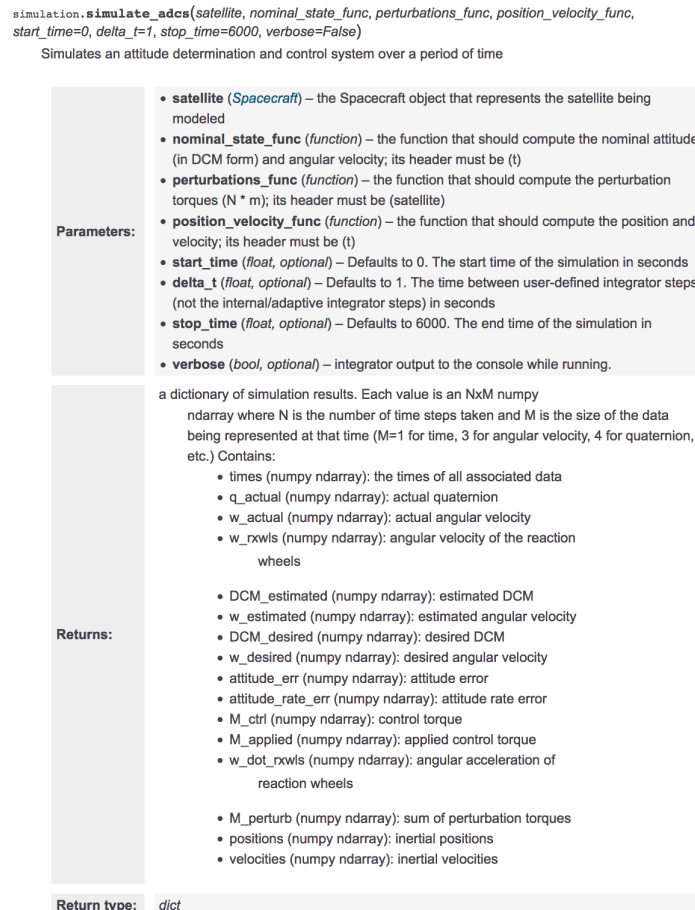 simulation.simulate_adcs(satellite, nominal_state_func, perturbations_func, position_velocity_func,
start_time=0, delta_t=1, stop_time=6000, verbose=False)
Simulates an attitude determination and control system over a period of time
Parameters:
• satellite (Spacecraft) – the Spacecraft object that represents the satellite being
modeled
• nominal_state_func (function) – the function that should compute the nominal attitude
(in DCM form) and angular velocity; its header must be (t)
• perturbations_func (function) – the function that should compute the perturbation
torques (N * m); its header must be (satellite)
• position_velocity_func (function) – the function that should compute the position and
velocity; its header must be (t)
• start_time (float, optional) – Defaults to 0. The start time of the simulation in seconds
• delta_t (float, optional) – Defaults to 1. The time between user-defined integrator steps
(not the internal/adaptive integrator steps) in seconds
• stop_time (float, optional) – Defaults to 6000. The end time of the simulation in
seconds
• verbose (bool, optional) – integrator output to the console while running.
Returns:
a dictionary of simulation results. Each value is an NxM numpy
ndarray where N is the number of time steps taken and M is the size of the data
being represented at that time (M=1 for time, 3 for angular velocity, 4 for quaternion,
etc.) Contains:
• times (numpy ndarray): the times of all associated data
• q_actual (numpy ndarray): actual quaternion
• w_actual (numpy ndarray): actual angular velocity
• w_rxwls (numpy ndarray): angular velocity of the reaction
wheels
• DCM_estimated (numpy ndarray): estimated DCM
• w_estimated (numpy ndarray): estimated angular velocity
• DCM_desired (numpy ndarray): desired DCM
• w_desired (numpy ndarray): desired angular velocity
• attitude_err (numpy ndarray): attitude error
• attitude_rate_err (numpy ndarray): attitude rate error
• M_ctrl (numpy ndarray): control torque
• M_applied (numpy ndarray): applied control torque
• w_dot_rxwls (numpy ndarray): angular acceleration of
reaction wheels
• M_perturb (numpy ndarray): sum of perturbation torques
• positions (numpy ndarray): inertial positions
• velocities (numpy ndarray): inertial velocities
Return type: dict